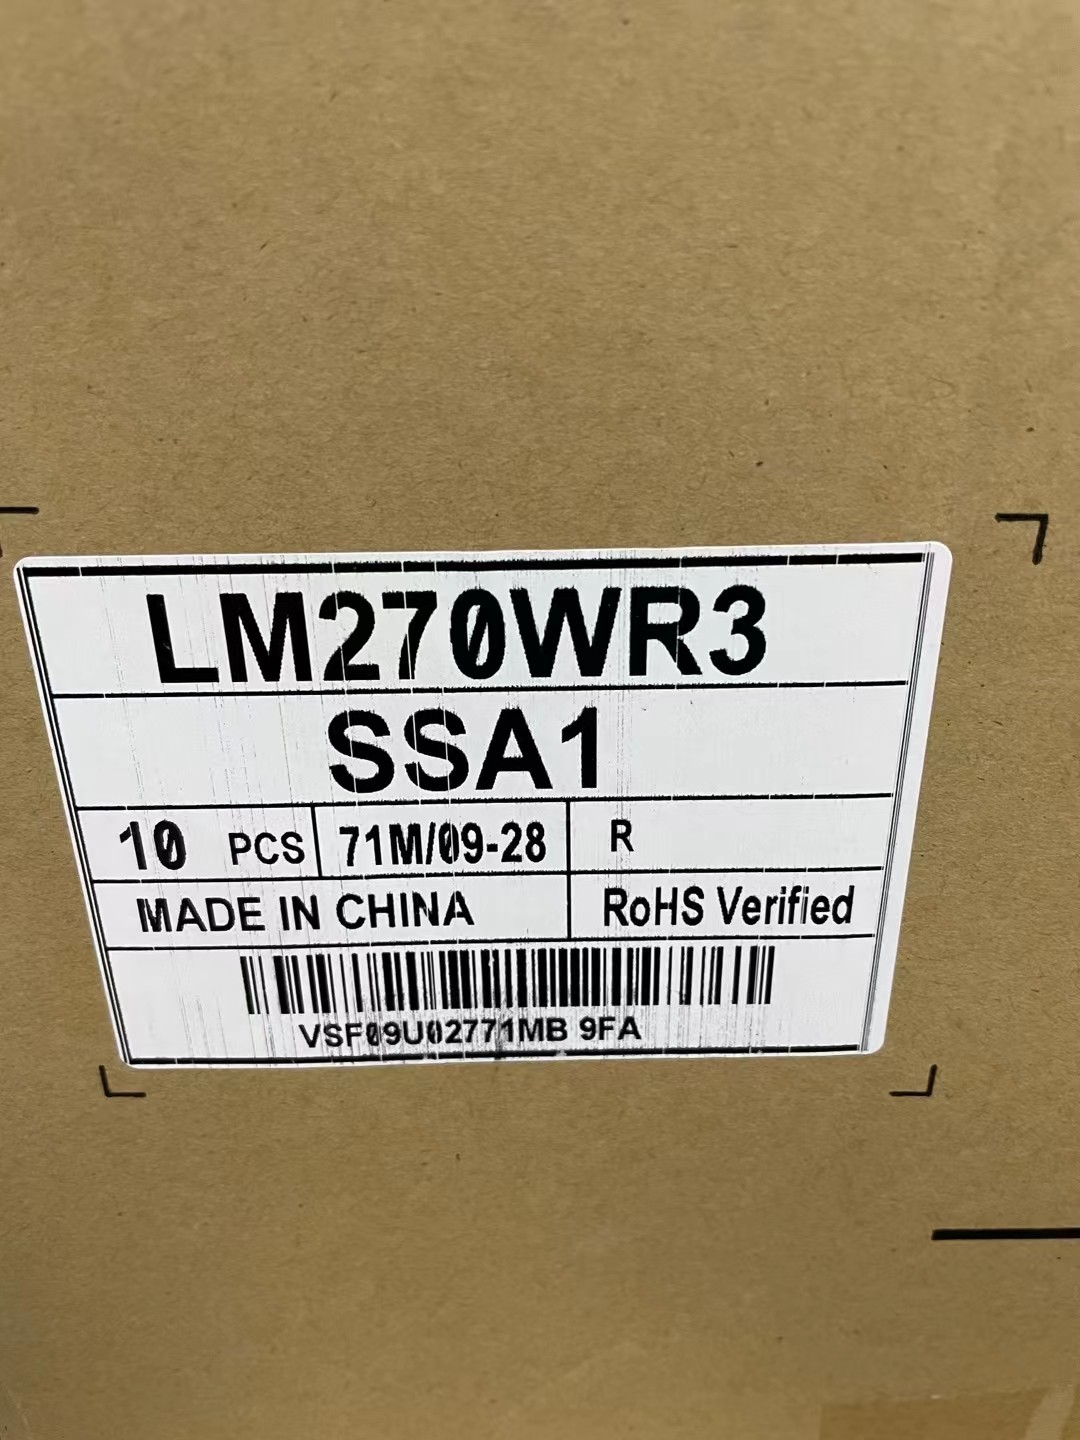 LM270WR3
SSA1
10 PCS 71M/09-28 R
MADE IN CHINA RoHS Verified
VSF09U02771MB 9FA